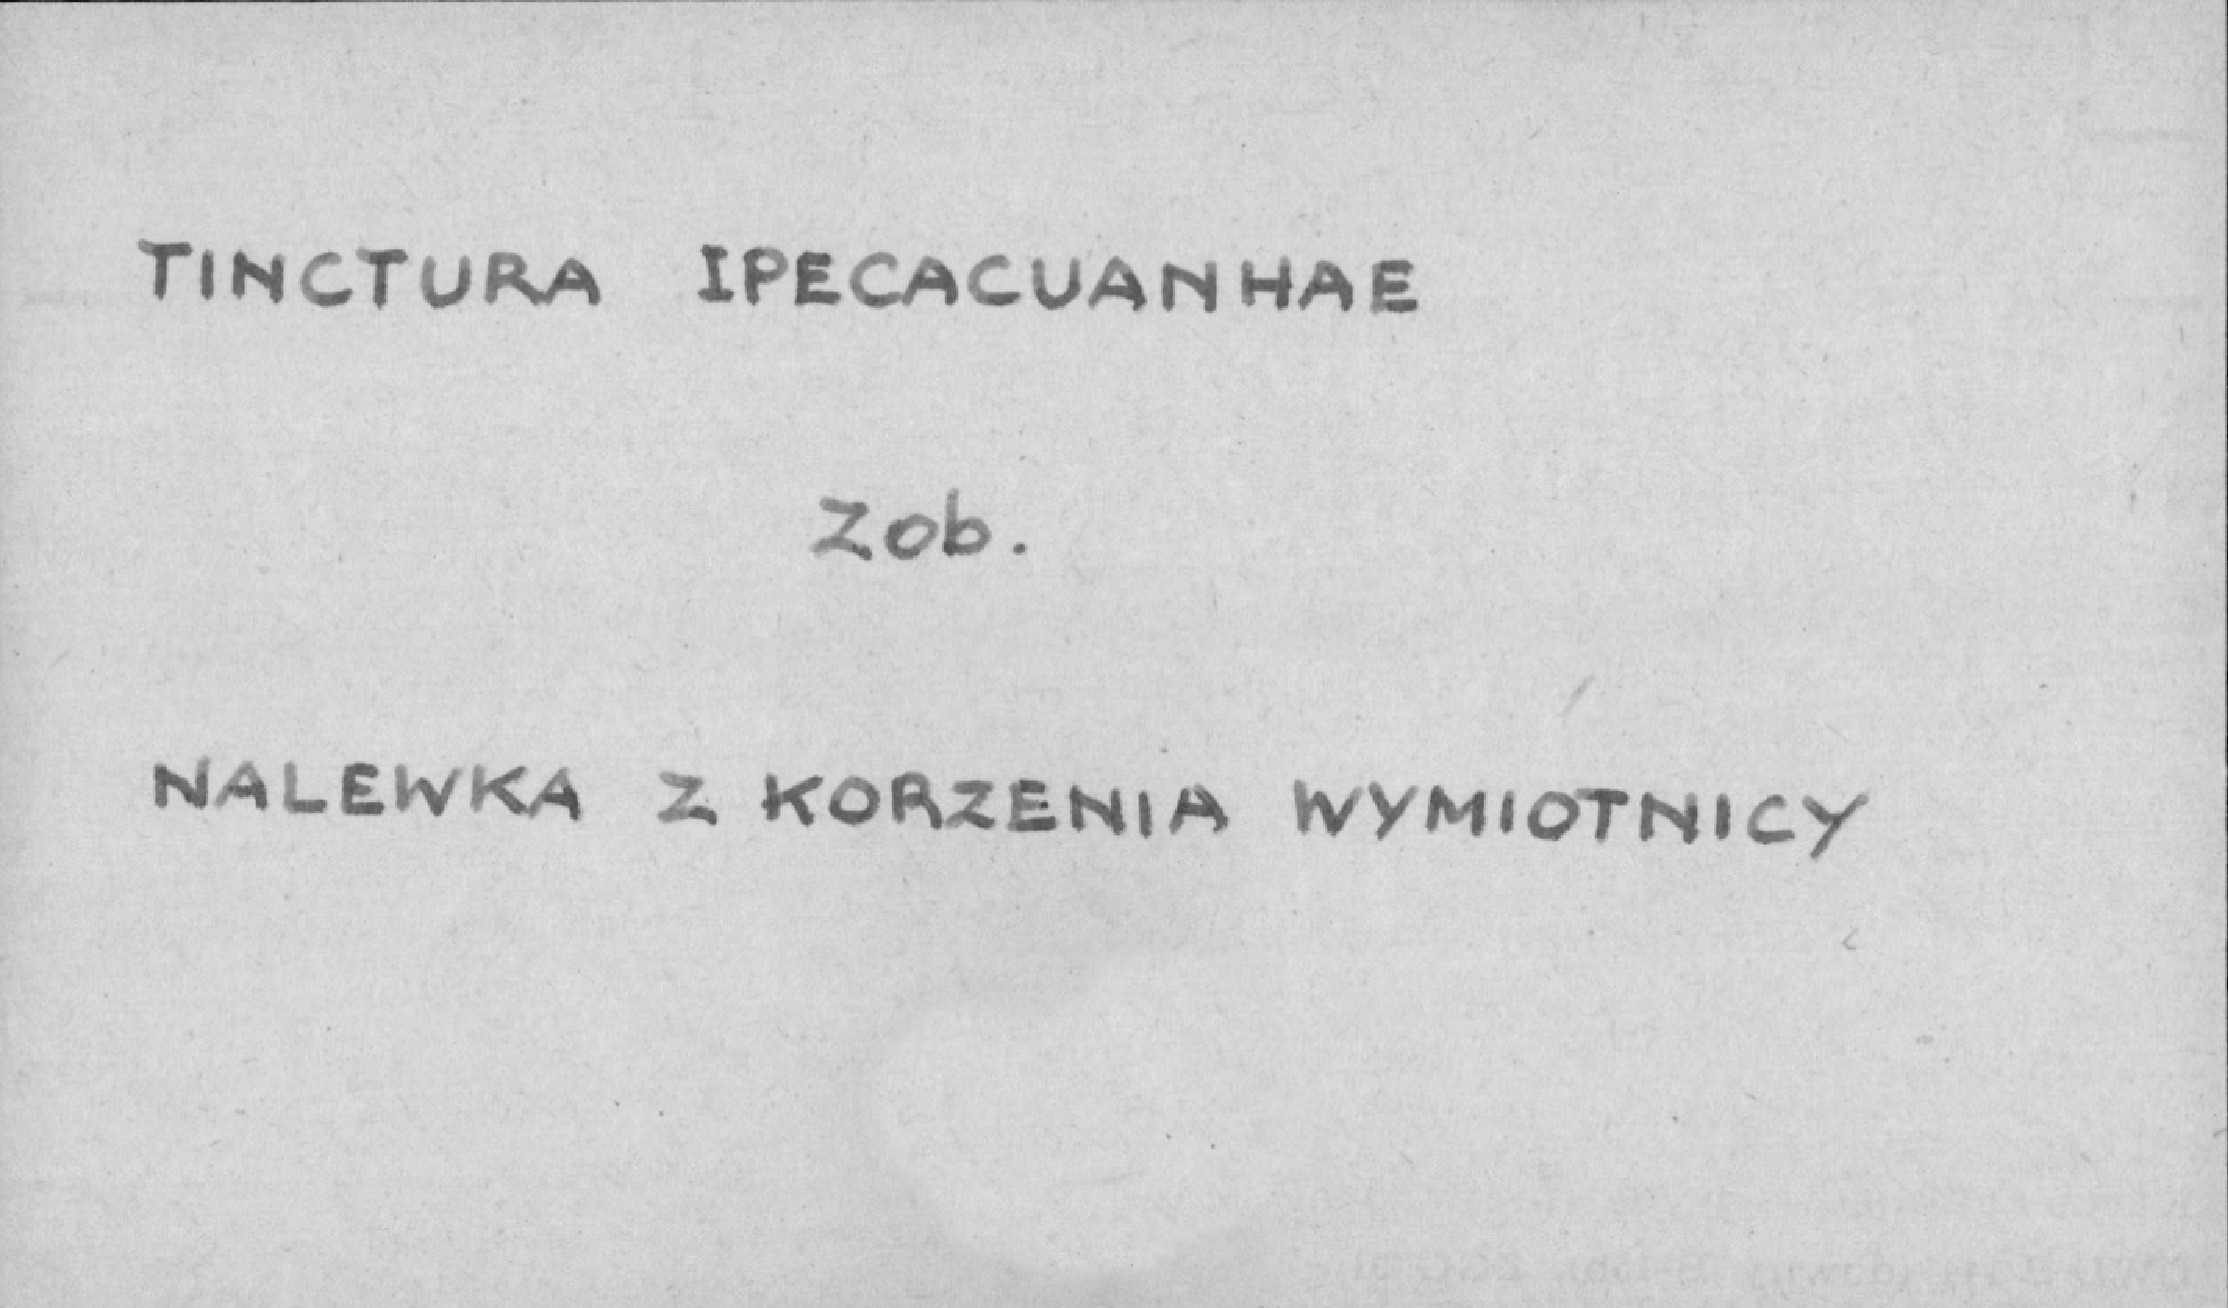 TINCTURA IPECACUANHAE
Zob.
NALEWKA Z KORZENIA WYMIOTNICY